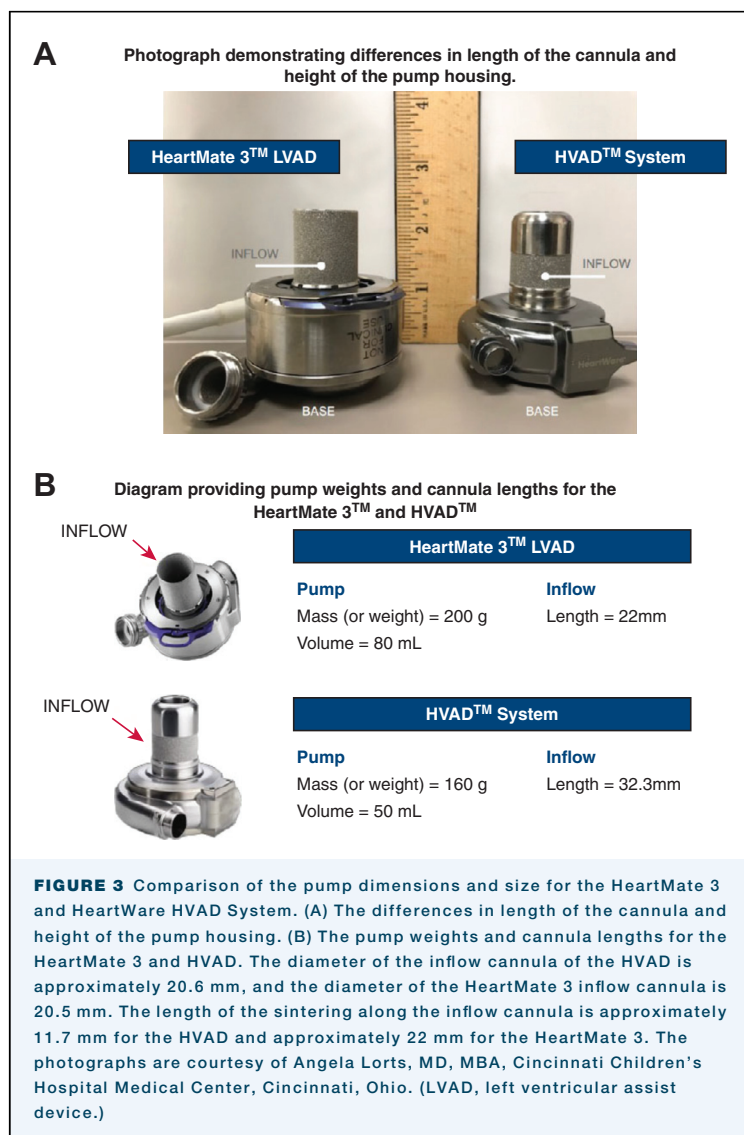 A
Photograph demonstrating differences in length of the cannula and
height of the pump housing.
HeartMate 3™ LVAD
HVAD™ System
4
3
2
1
INFLOW
INFLOW
NOT
FOR
CLINICAL
USE
HeartWare
BASE
BASE
B
Diagram providing pump weights and cannula lengths for the
HeartMate 3™ and HVAD™
INFLOW
HeartMate 3™ LVAD
Pump
Inflow
Mass (or weight) = 200 g
Length = 22mm
Volume = 80 mL
INFLOW
HVAD™ System
Pump
Inflow
Mass (or weight) = 160 g
Length = 32.3mm
Volume = 50 mL
FIGURE 3 Comparison of the pump dimensions and size for the HeartMate 3
and HeartWare HVAD System. (A) The differences in length of the cannula and
height of the pump housing. (B) The pump weights and cannula lengths for the
HeartMate 3 and HVAD. The diameter of the inflow cannula of the HVAD is
approximately 20.6 mm, and the diameter of the HeartMate 3 inflow cannula is
20.5 mm. The length of the sintering along the inflow cannula is approximately
11.7 mm for the HVAD and approximately 22 mm for the HeartMate 3. The
photographs are courtesy of Angela Lorts, MD, MBA, Cincinnati Children's
Hospital Medical Center, Cincinnati, Ohio. (LVAD, left ventricular assist
device.)